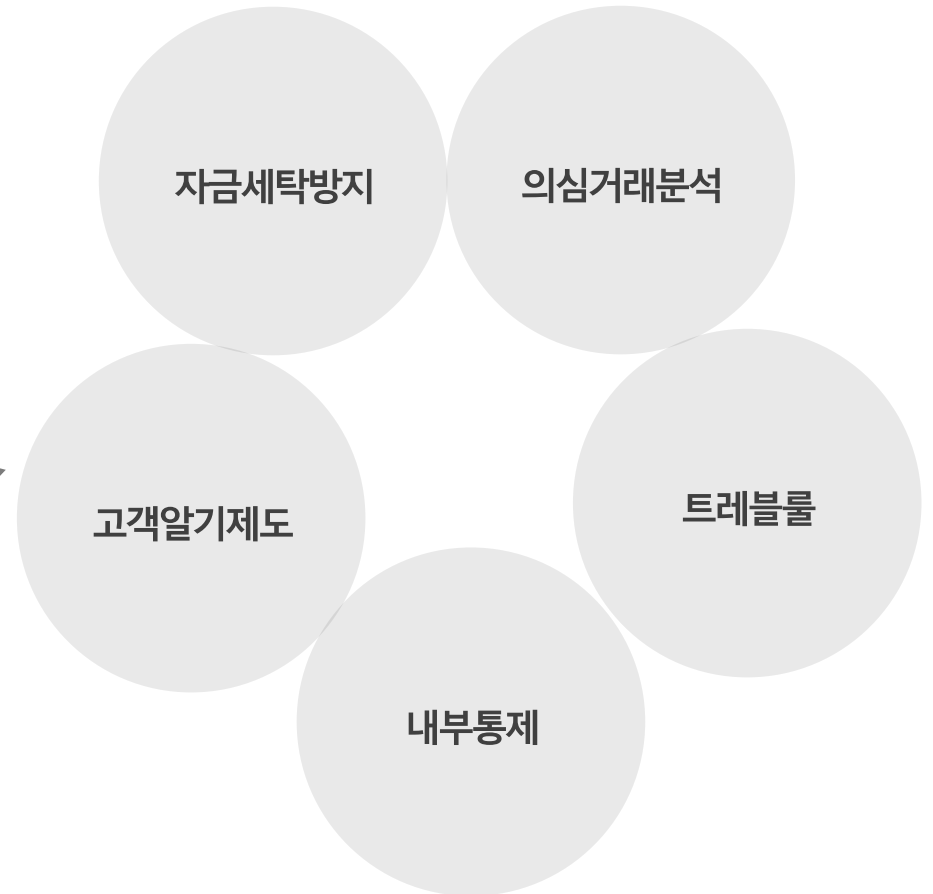 자금세탁방지
의심거래분석
고객알기제도
트레블룰
내부통제